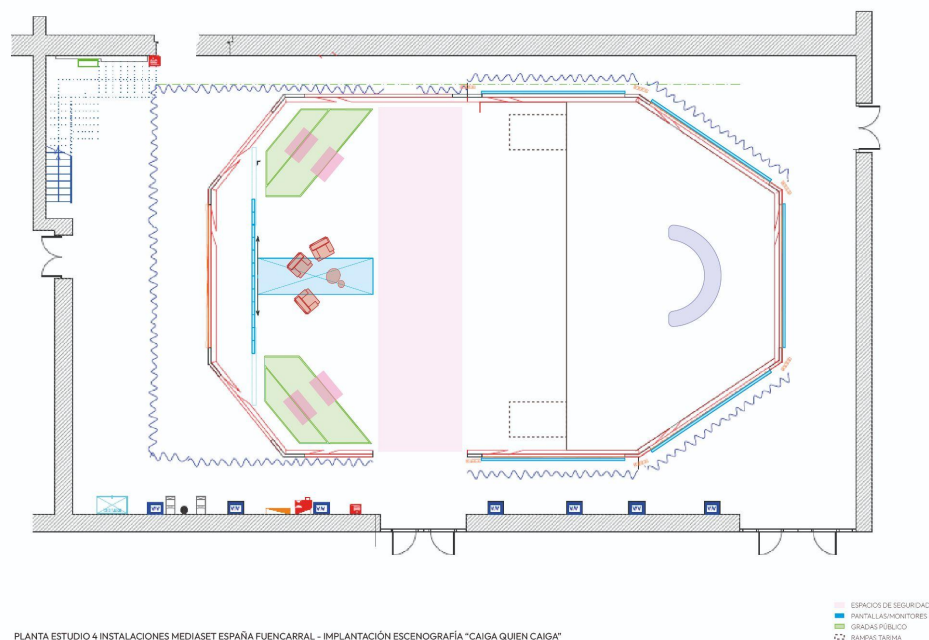 ESPACIOS DE SEGURIDAD
PANTALLAS/MONITORES
GRADAS PÚBLICO
RAMPAS TARIMA
PLANTA ESTUDIO 4 INSTALACIONES MEDIASET ESPAÑA FUENCARRAL - IMPLANTACIÓN ESCENOGRAFÍA "CAIGA QUIEN CAIGA"